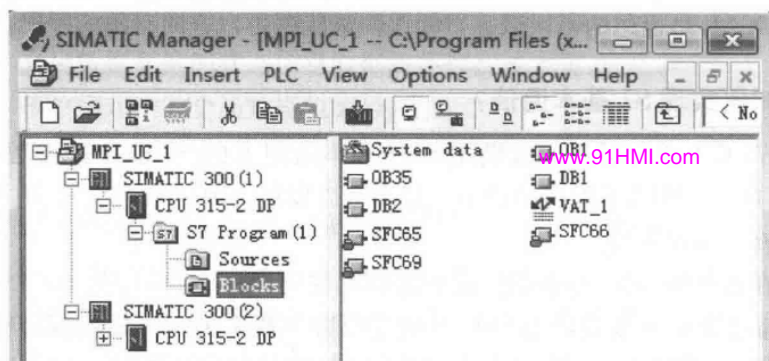 SIMATIC Manager - [MPI_UC_1 -- C:\Program Files (x...
File Edit Insert PLC View Options Window Help
< No
MPI_UC_1
SIMATIC 300(1)
CPU 315-2 DP
S7 Program(1)
Sources
Blocks
SIMATIC 300(2)
CPU 315-2 DP
System data OB1
www.91HMI.com
OB35 DB1
DB2 VAT_1
SFC65 SFC66
SFC69